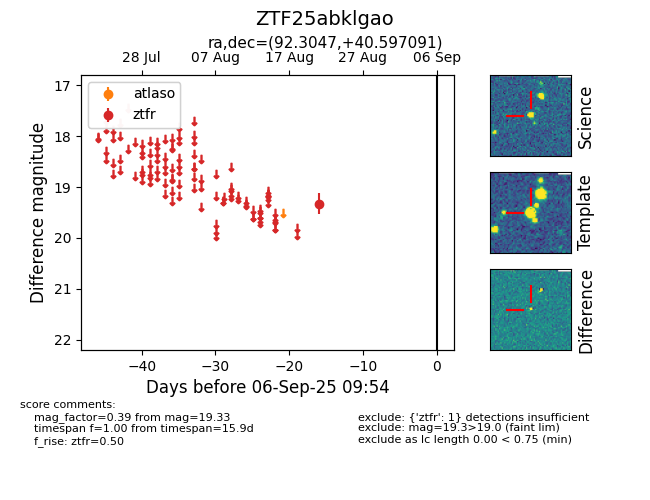 ZTF25abklgao
ra,dec=(92.3047,+40.597091)
28 Jul 07 Aug 17 Aug 27 Aug 06 Sep
atlaso
ztfr
17
18
19
20
21
22
Difference magnitude
−40 −30 −20 −10 0
Days before 06-Sep-25 09:54
Science
Template
Difference
score comments:
mag_factor=0.39 from mag=19.33
timespan f=1.00 from timespan=15.9d
f_rise: ztfr=0.50
exclude: {'ztfr': 1} detections insufficient
exclude: mag=19.3>19.0 (faint lim)
exclude as lc length 0.00 < 0.75 (min)